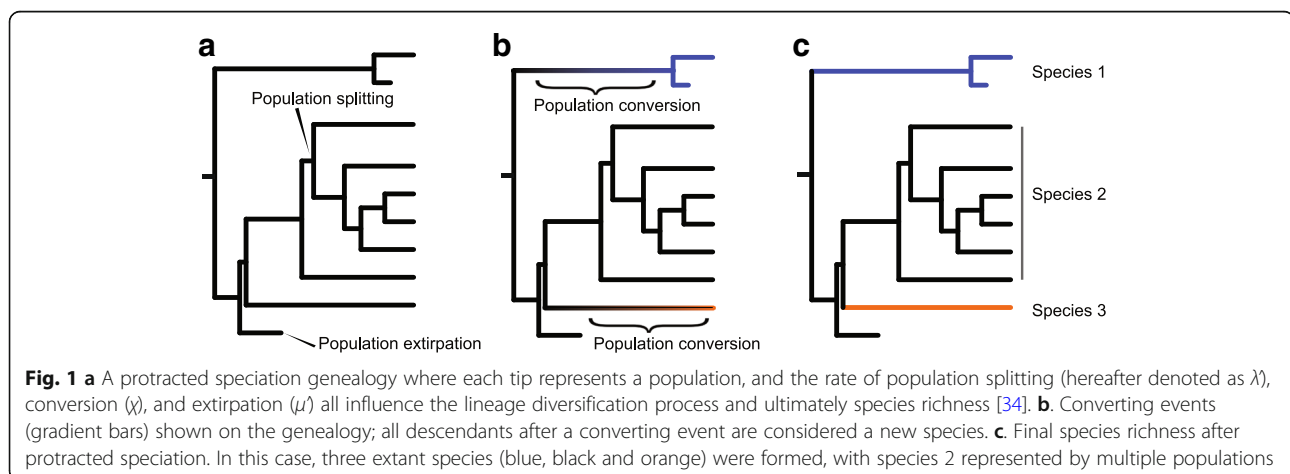 a
b
c
Species 1
Population splitting
Population conversion
Species 2
Species 3
Population extirpation
Population conversion
Fig. 1 a A protracted speciation genealogy where each tip represents a population, and the rate of population splitting (hereafter denoted as λ′),
conversion (χ), and extirpation (μ′) all influence the lineage diversification process and ultimately species richness [34]. b. Converting events
(gradient bars) shown on the genealogy; all descendants after a converting event are considered a new species. c. Final species richness after
protracted speciation. In this case, three extant species (blue, black and orange) were formed, with species 2 represented by multiple populations